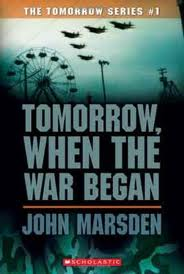 THE TOMORROW SERIES #1
TOMORROW,
WHEN THE
WAR BEGAN
JOHN MARSDEN
SCHOLASTIC